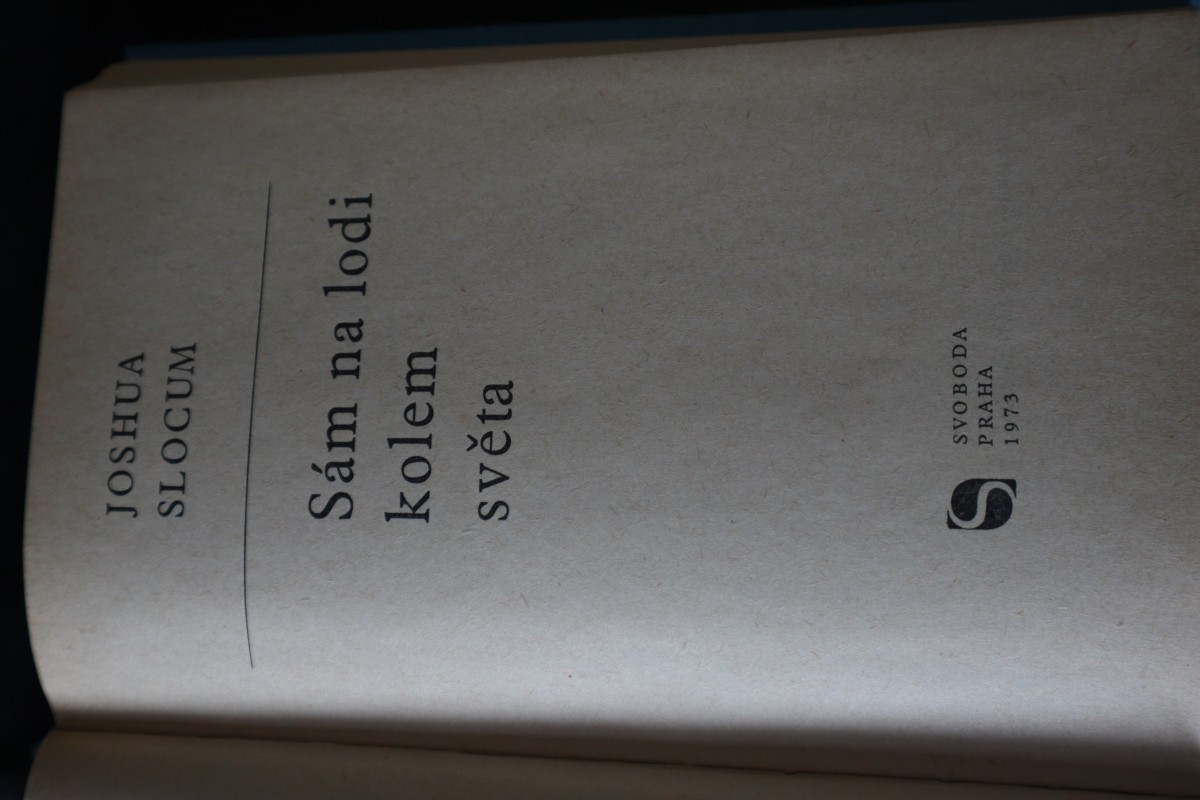 JOSHUA
SLOCUM
Sám na lodi
kolem
světa
SVOBODA
PRAHA
1973